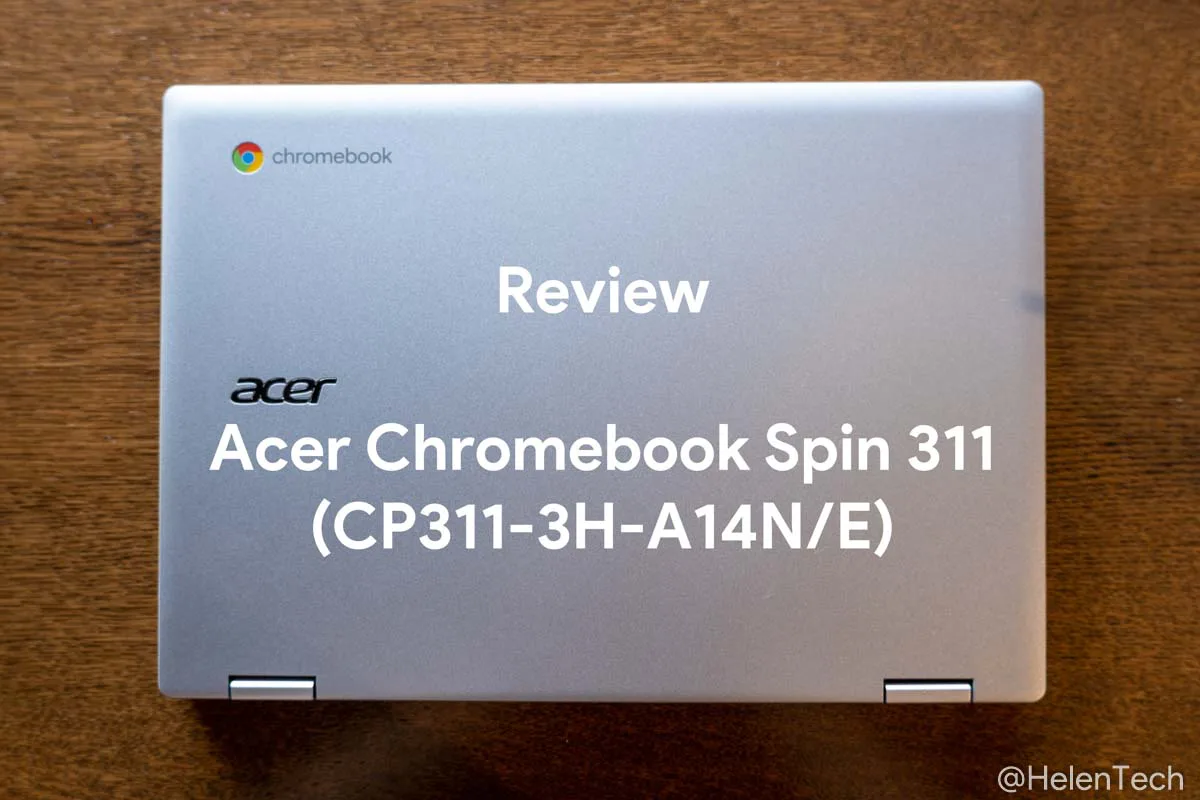 chromebook
Review
acer
Acer Chromebook Spin 311
(CP311-3H-A14N/E)
@HelenTech